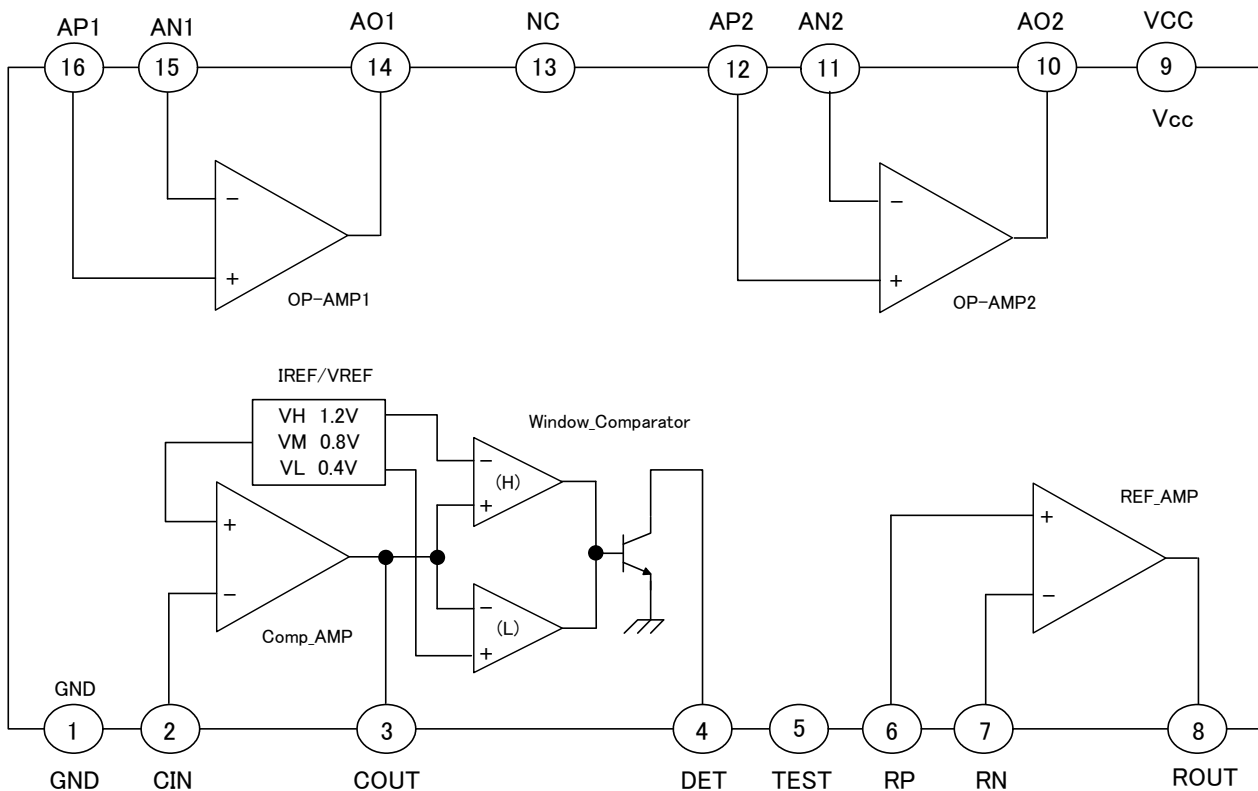 AP1 AN1 AO1 NC AP2 AN2 AO2 VCC
16 15 14 13 12 11 10 9
Vcc
−
+
OP-AMP1
−
+
OP-AMP2
IREF/VREF
VH 1.2V
VM 0.8V
VL 0.4V
Window_Comparator
−
(H)
+
+
−
Comp_AMP
−
(L)
+
REF_AMP
+
−
GND
1 2 3 4 5 6 7 8
GND CIN COUT DET TEST RP RN ROUT